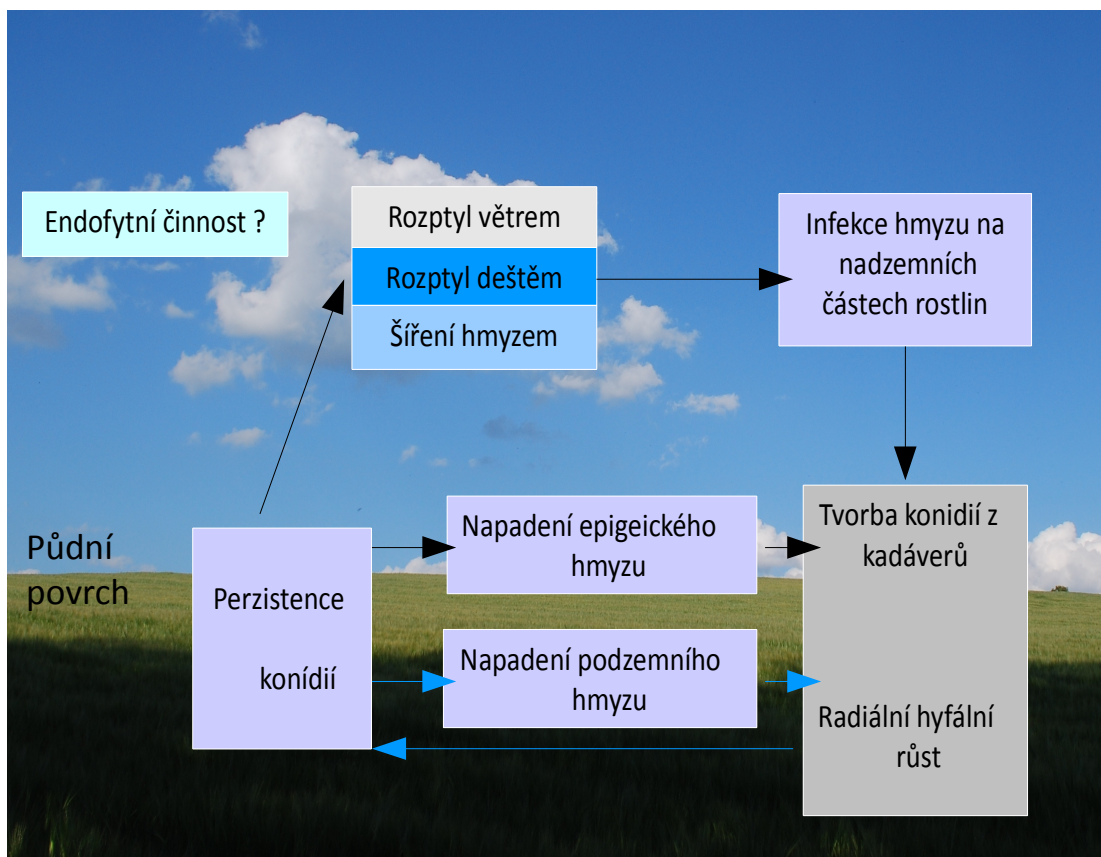 Endofytní činnost ?
Rozptyl větrem
Rozptyl deštěm
Šíření hmyzem
Infekce hmyzu na
nadzemních
částech rostlin
Půdní
povrch
Perzistence
konídií
Napadení epigeického
hmyzu
Napadení podzemního
hmyzu
Tvorba konidií z
kadáverů
Radiální hyfální
růst